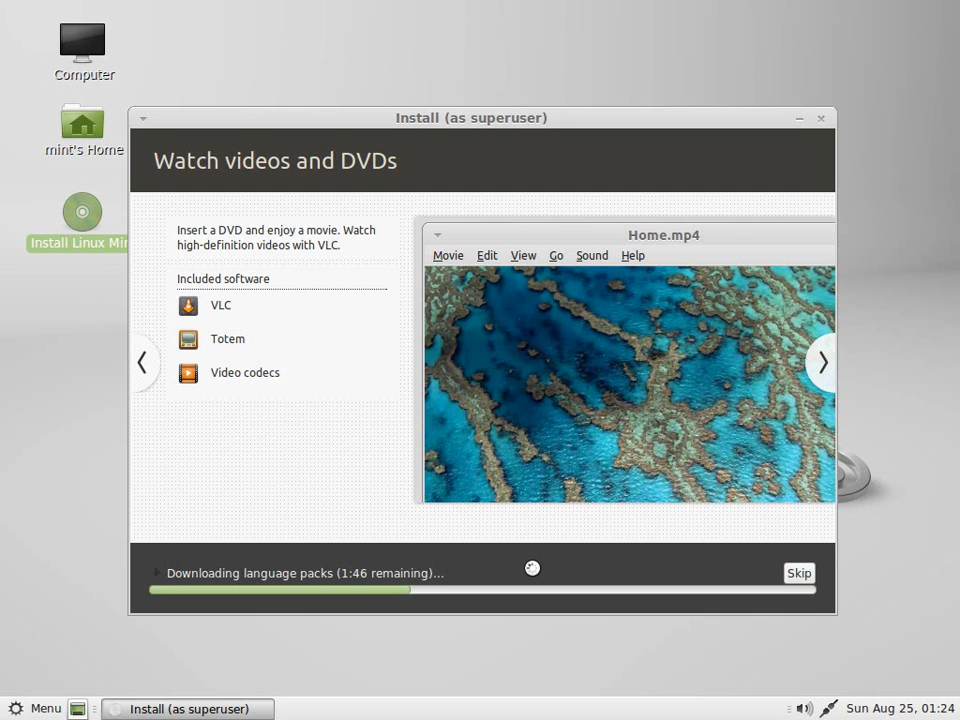 Computer
mint's Home
Install Linux Min
Install (as superuser)
Watch videos and DVDs
Insert a DVD and enjoy a movie. Watch
high-definition videos with VLC.
Included software
VLC
Totem
Video codecs
Home.mp4
Movie Edit View Go Sound Help
Downloading language packs (1:46 remaining)...
Skip
Menu
Install (as superuser)
Sun Aug 25, 01:24